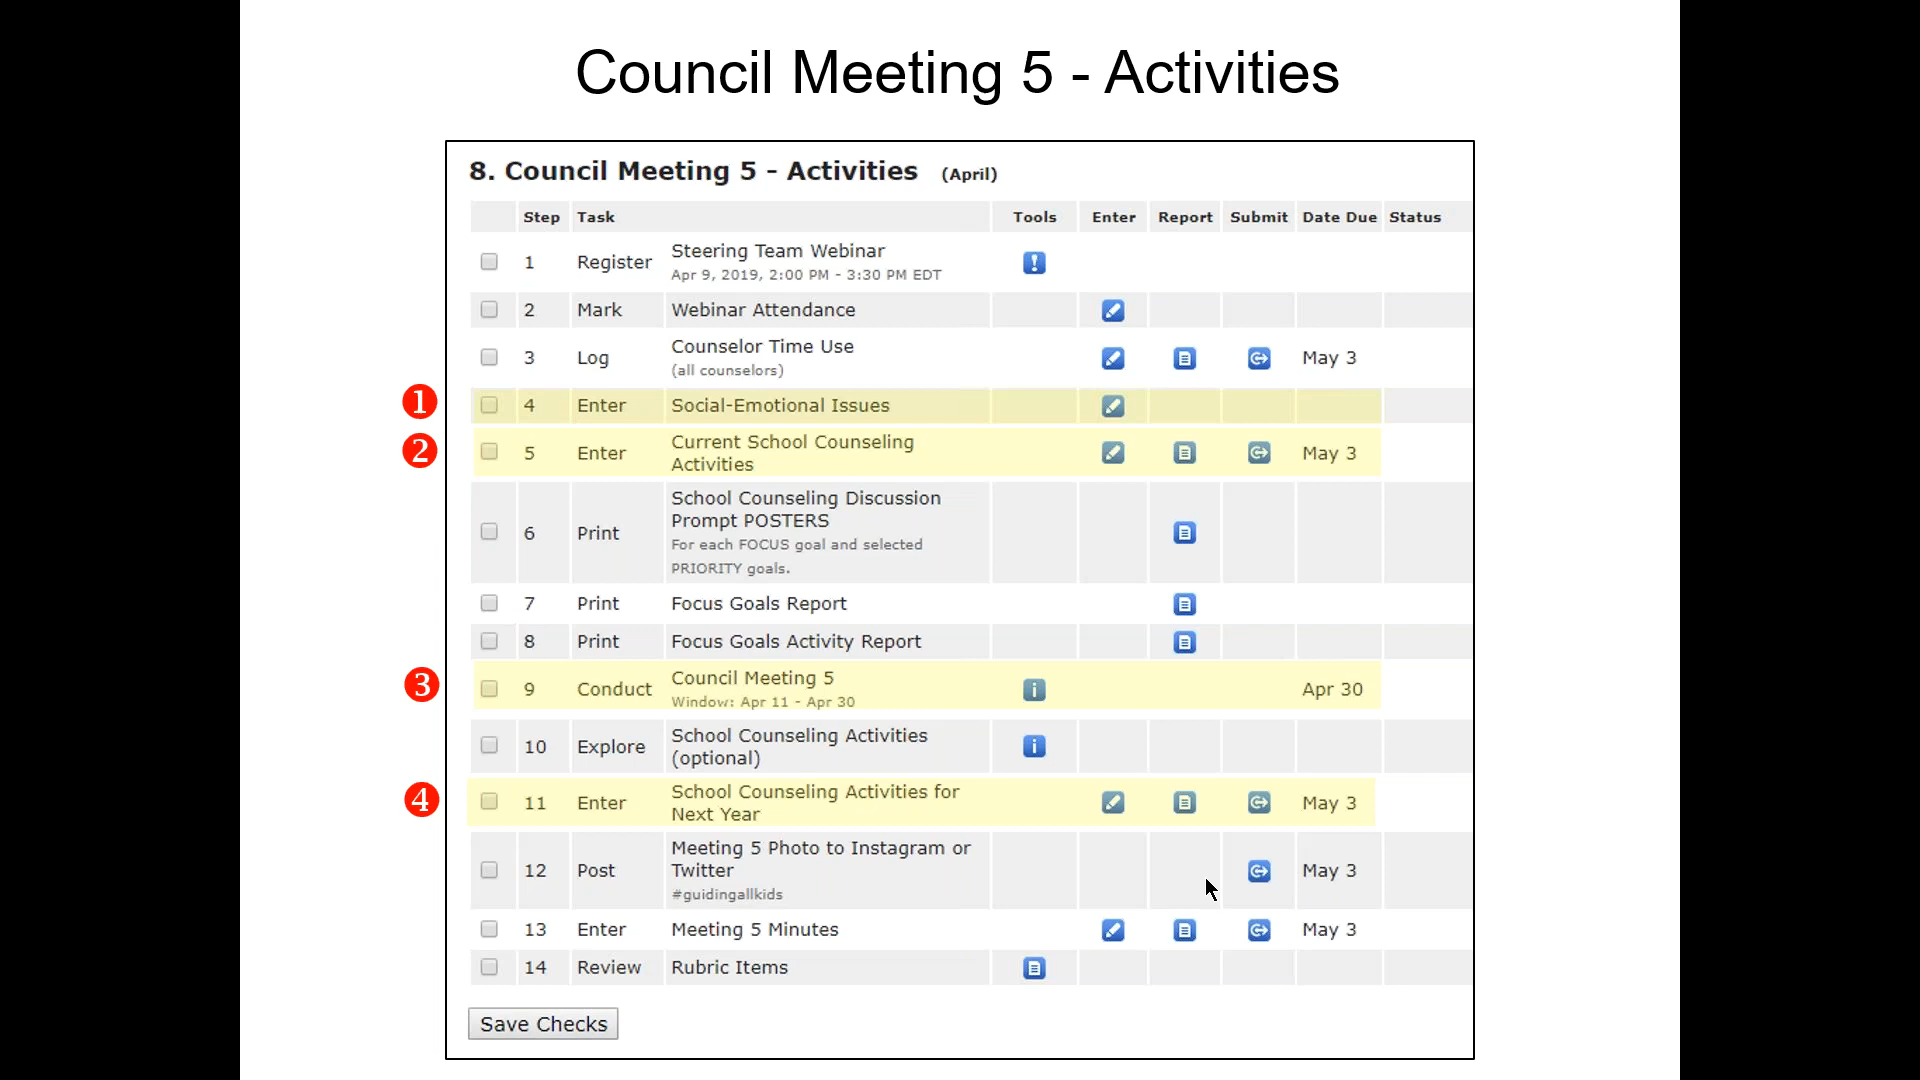 Council Meeting 5 - Activities
8. Council Meeting 5 - Activities (April)
Step Task Tools Enter Report Submit Date Due Status
1 Register Steering Team Webinar
Apr 9, 2019, 2:00 PM - 3:30 PM EDT
2 Mark Webinar Attendance
3 Log Counselor Time Use May 3
(all counselors)
1 4 Enter Social-Emotional Issues
2 5 Enter Current School Counseling May 3
Activities
6 Print School Counseling Discussion
Prompt POSTERS
For each FOCUS goal and selected
PRIORITY goals.
7 Print Focus Goals Report
8 Print Focus Goals Activity Report
3 9 Conduct Council Meeting 5 Apr 30
Window: Apr 11 - Apr 30
10 Explore School Counseling Activities
(optional)
4 11 Enter School Counseling Activities for May 3
Next Year
12 Post Meeting 5 Photo to Instagram or May 3
Twitter
#guidingallkids
13 Enter Meeting 5 Minutes May 3
14 Review Rubric Items
Save Checks